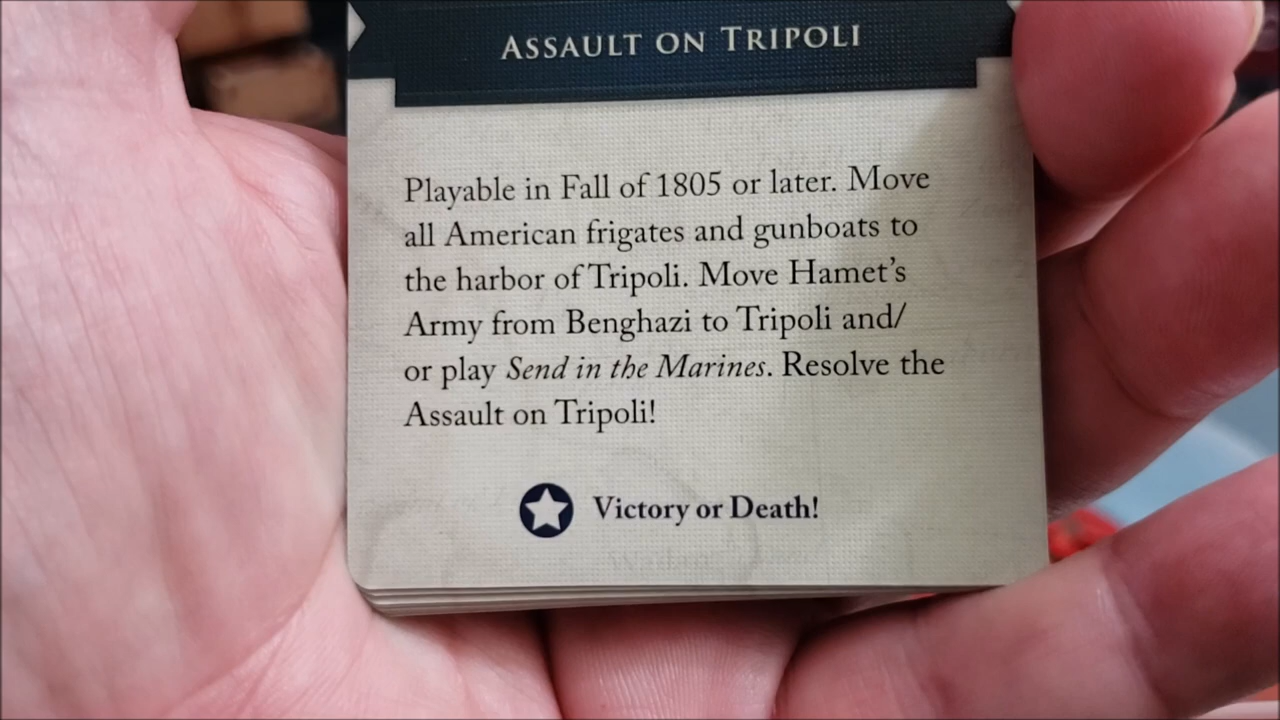 ASSAULT ON TRIPOLI
Playable in Fall of 1805 or later. Move
all American frigates and gunboats to
the harbor of Tripoli. Move Hamet’s
Army from Benghazi to Tripoli and/
or play Send in the Marines. Resolve the
Assault on Tripoli!
Victory or Death!